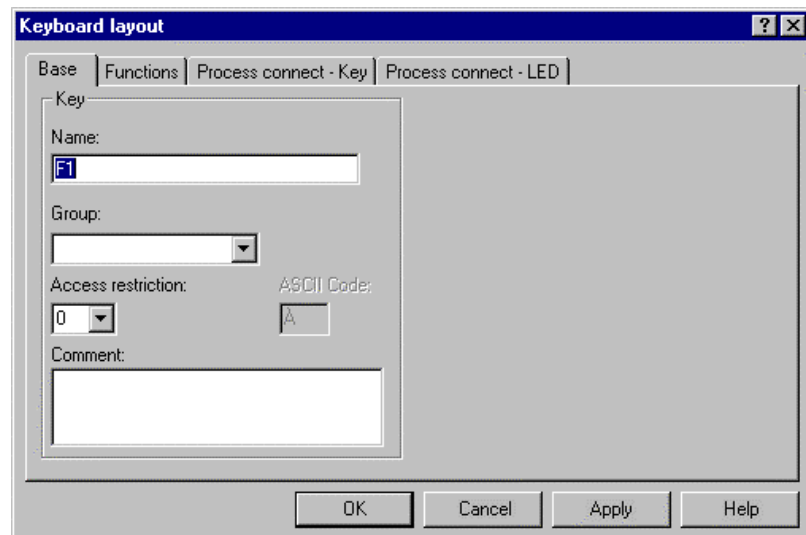 Keyboard layout
Base Functions Process connect - Key Process connect - LED
Key
Name:
F1
Group:
Access restriction: ASCII Code:
0 À
Comment:
OK Cancel Apply Help